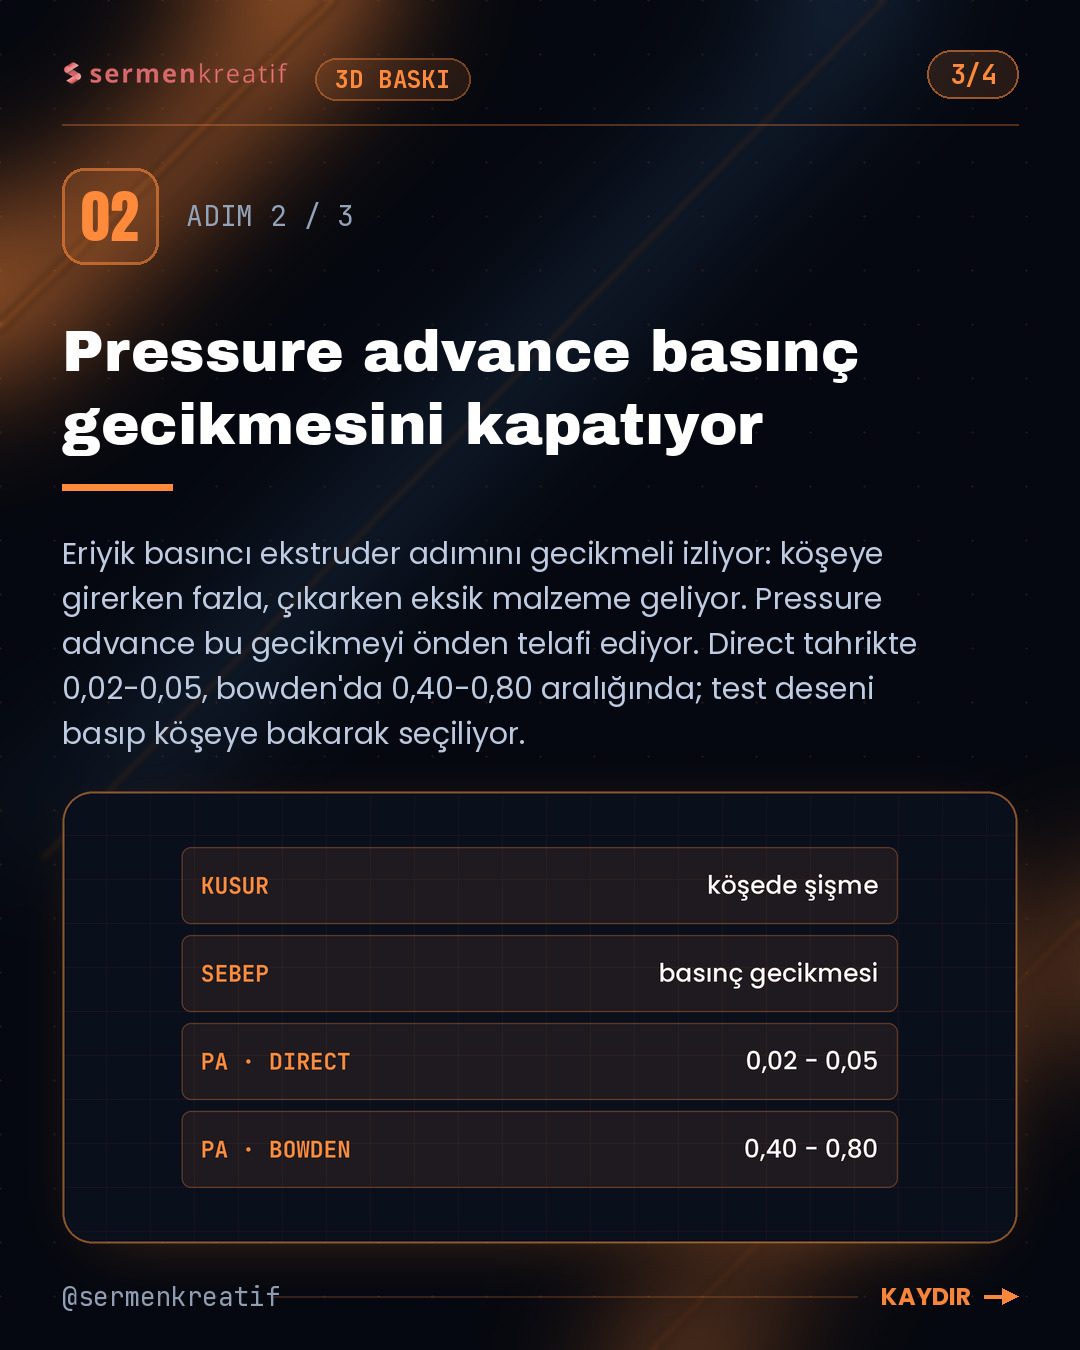 sermenkreatif
3D BASKI
3/4
02
ADIM 2 / 3
Pressure advance basınç
gecikmesini kapatıyor
Eriyik basıncı ekstruder adımını gecikmeli izliyor: köşeye
girerken fazla, çıkarken eksik malzeme geliyor. Pressure
advance bu gecikmeyi önden telafi ediyor. Direct tahrikte
0,02-0,05, bowden'da 0,40-0,80 aralığında; test deseni
basıp köşeye bakarak seçiliyor.
KUSUR köşede şişme
SEBEP basınç gecikmesi
PA · DIRECT 0,02 - 0,05
PA · BOWDEN 0,40 - 0,80
@sermenkreatif
KAYDIR